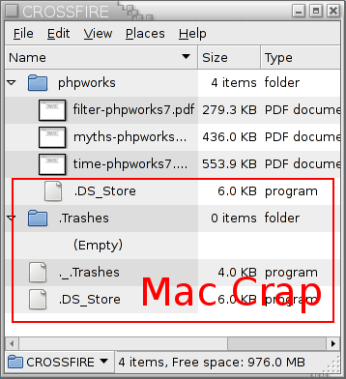 CROSSFIRE
File Edit View Places Help
Name Size Type
phpworks 4 items folder
filter-phpworks7.pdf 279.3 KB PDF docume
myths-phpworks... 436.0 KB PDF docume
time-phpworks7.... 553.9 KB PDF docume
.DS_Store 6.0 KB program
.Trashes 0 items folder
(Empty)
._.Trashes 4.0 KB program
Mac Crap
.DS_Store 6.0 KB program
CROSSFIRE 4 items, Free space: 976.0 MB